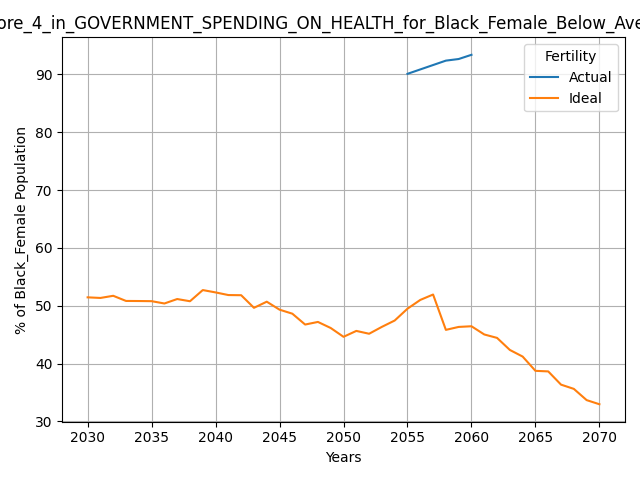 ore_4_in_GOVERNMENT_SPENDING_ON_HEALTH_for_Black_Female_Below_Ave
Fertility
Actual
Ideal
% of Black_Female Population
90
80
70
60
50
40
30
2030 2035 2040 2045 2050 2055 2060 2065 2070
Years